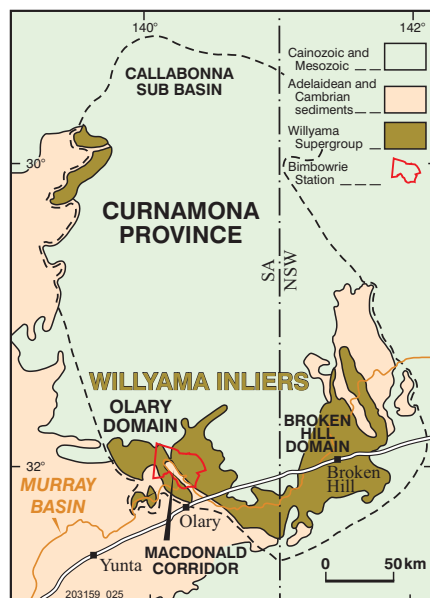 140
142
CALLABONNA
SUB BASIN
Cainozoic and
Mesozoic
Adelaidean and
Cambrian
sediments
Willyama
Supergroup
Bimbowrie
Station
30°
CURNAMONA
PROVINCE
SA
NSW
WILLYAMA INLIERS
OLARY
DOMAIN
BROKEN
HILL
DOMAIN
32°
Broken
Hill
MURRAY
BASIN
Olary
MACDONALD
CORRIDOR
Yunta
0 50 km
203159_025